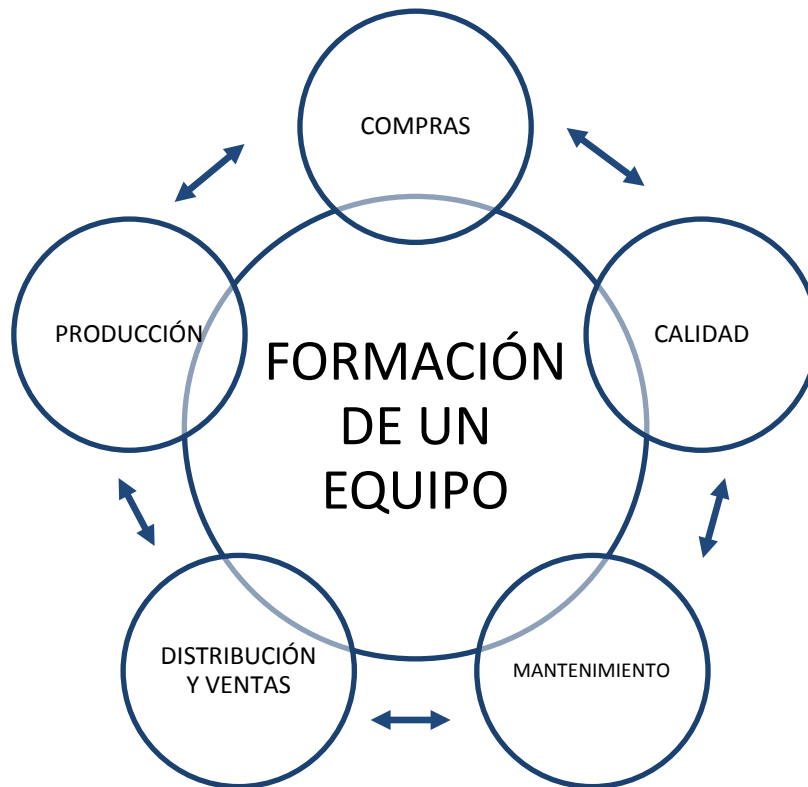 COMPRAS
CALIDAD
PRODUCCIÓN
FORMACIÓN
DE UN
EQUIPO
DISTRIBUCIÓN
Y VENTAS
MANTENIMIENTO